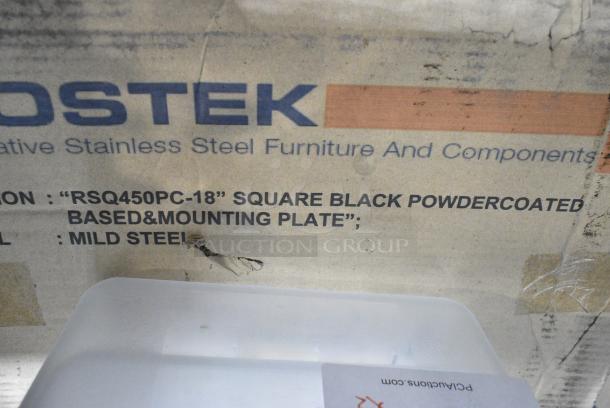 OSTEK
ative Stainless Steel Furniture And Components
ION : "RSQ450PC-18" SQUARE BLACK POWDERCOATED
BASED&MOUNTING PLATE";
L : MILD STEEL
AUCTION GROUP
PCIAuctions.com